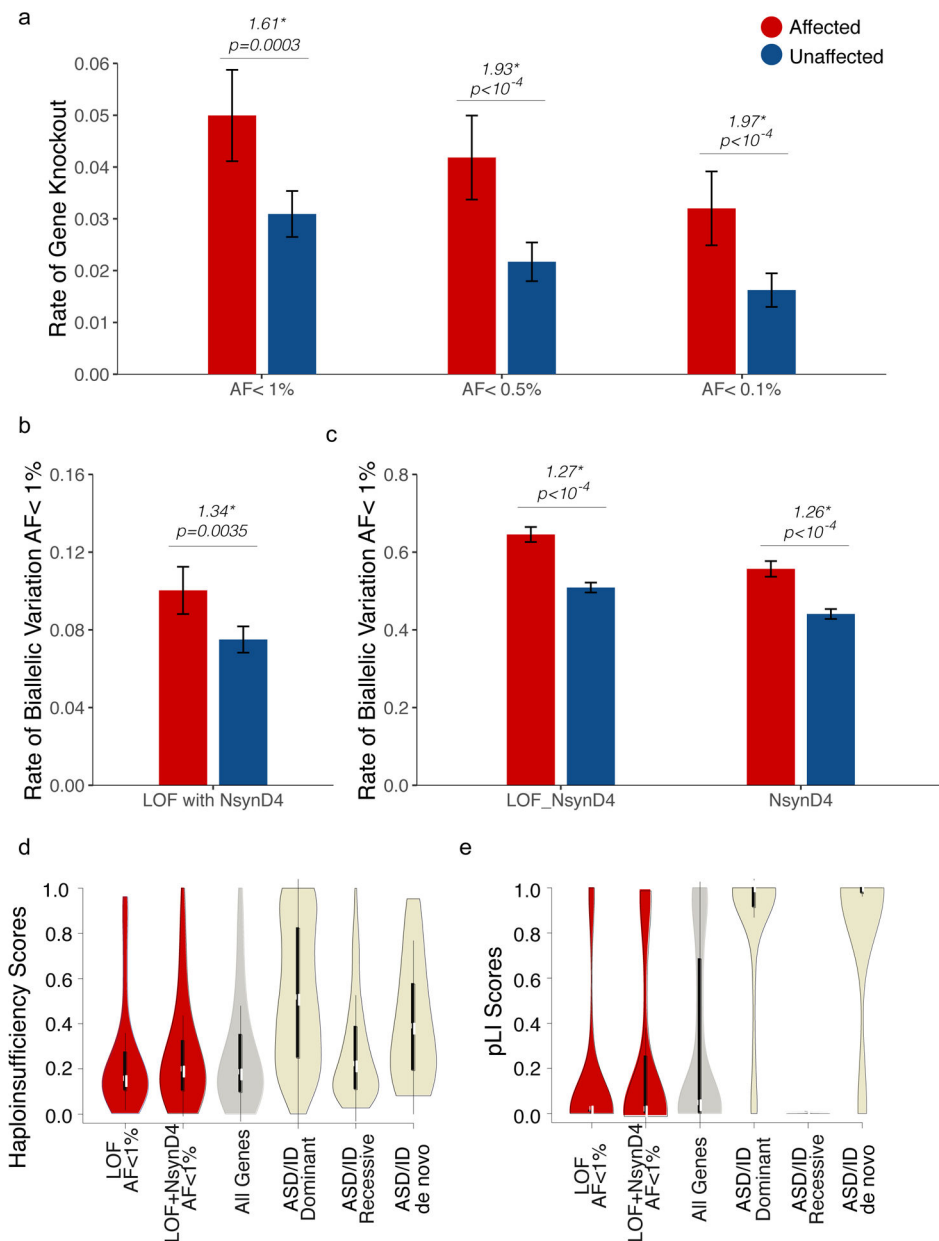 a
1.61*
p=0.0003
1.93*
p<10-4
1.97*
p<10-4
Affected
Unaffected
Rate of Gene Knockout
0.06
0.05
0.04
0.03
0.02
0.01
0.00
AF< 1%
AF< 0.5%
AF< 0.1%
b
Rate of Biallelic Variation AF< 1%
0.16
0.12
0.08
0.04
0.00
1.34*
p=0.0035
LOF with NsynD4
c
Rate of Biallelic Variation AF< 1%
0.8
0.6
0.4
0.2
0.0
1.27*
p<10-4
1.26*
p<10-4
LOF_NsynD4
NsynD4
d
Haploinsufficiency Scores
1.0
0.8
0.6
0.4
0.2
0.0
LOF
AF<1%
LOF+NsynD4
AF<1%
All Genes
ASD/ID
Dominant
ASD/ID
Recessive
ASD/ID
de novo
e
pLI Scores
1.0
0.8
0.6
0.4
0.2
0.0
LOF
AF<1%
LOF+NsynD4
AF<1%
All Genes
ASD/ID
Dominant
ASD/ID
Recessive
ASD/ID
de novo